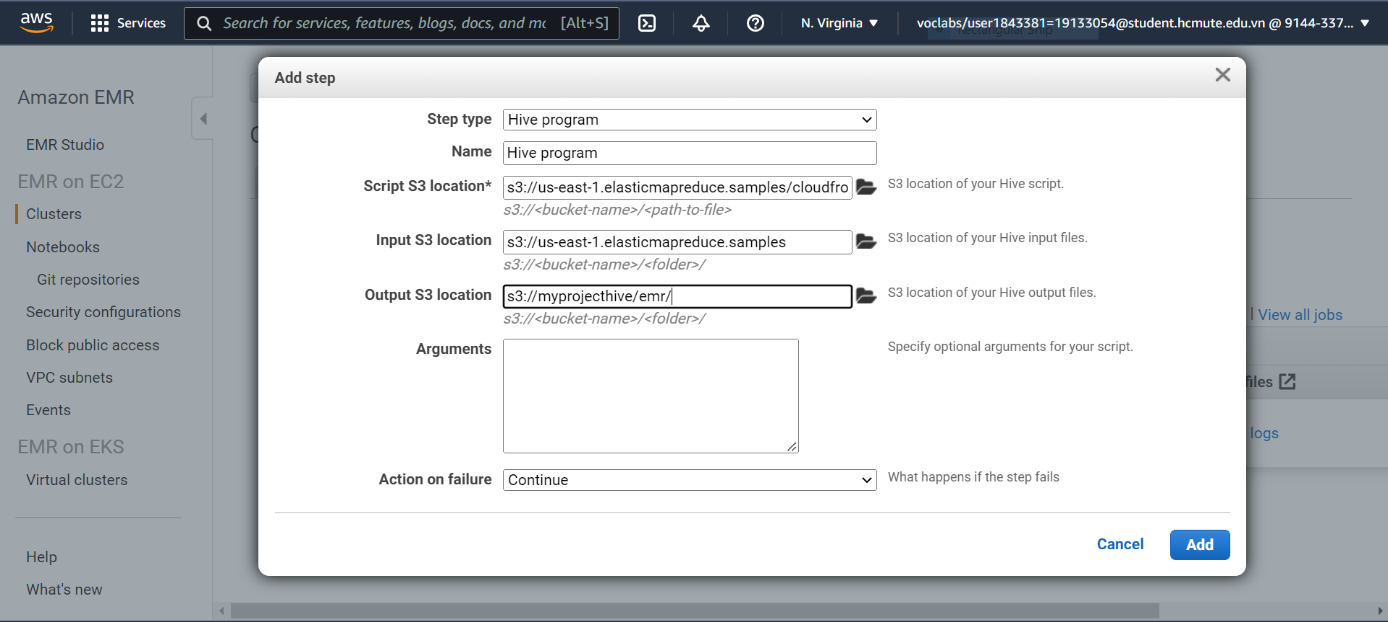 aws
Services
Search for services, features, blogs, docs, and mo
[Alt+S]
N. Virginia ▼
voclabs/user1843381=19133054@student.hcmute.edu.vn @ 9144-337... ▼
Rectangular Snip
Amazon EMR
EMR Studio
EMR on EC2
Clusters
Notebooks
Git repositories
Security configurations
Block public access
VPC subnets
Events
EMR on EKS
Virtual clusters
Help
What's new
Add step
Step type
Hive program
Name
Hive program
Script S3 location*
s3://us-east-1.elasticmapreduce.samples/cloudfro
S3 location of your Hive script.
s3://<bucket-name>/<path-to-file>
Input S3 location
s3://us-east-1.elasticmapreduce.samples
S3 location of your Hive input files.
s3://<bucket-name>/<folder>/
Output S3 location
s3://myprojecthive/emr/
S3 location of your Hive output files.
s3://<bucket-name>/<folder>/
Arguments
Specify optional arguments for your script.
Action on failure
Continue
What happens if the step fails
Cancel
Add
| View all jobs
files
logs